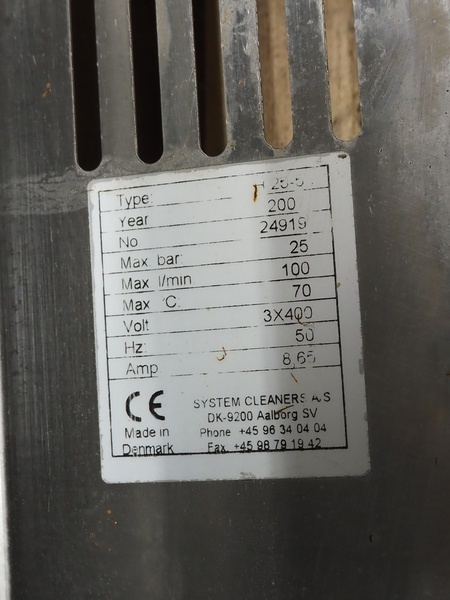 Type:
Year 200
No 24919
Max. bar 25
Max. l/min 100
Max. °C. 70
Volt 3X400
Hz 50
Amp 8,65
CE
SYSTEM CLEANERS A/S
DK-9200 Aalborg SV
Made in Denmark
Phone +45 96 34 04 04
Fax. +45 98 79 19 42